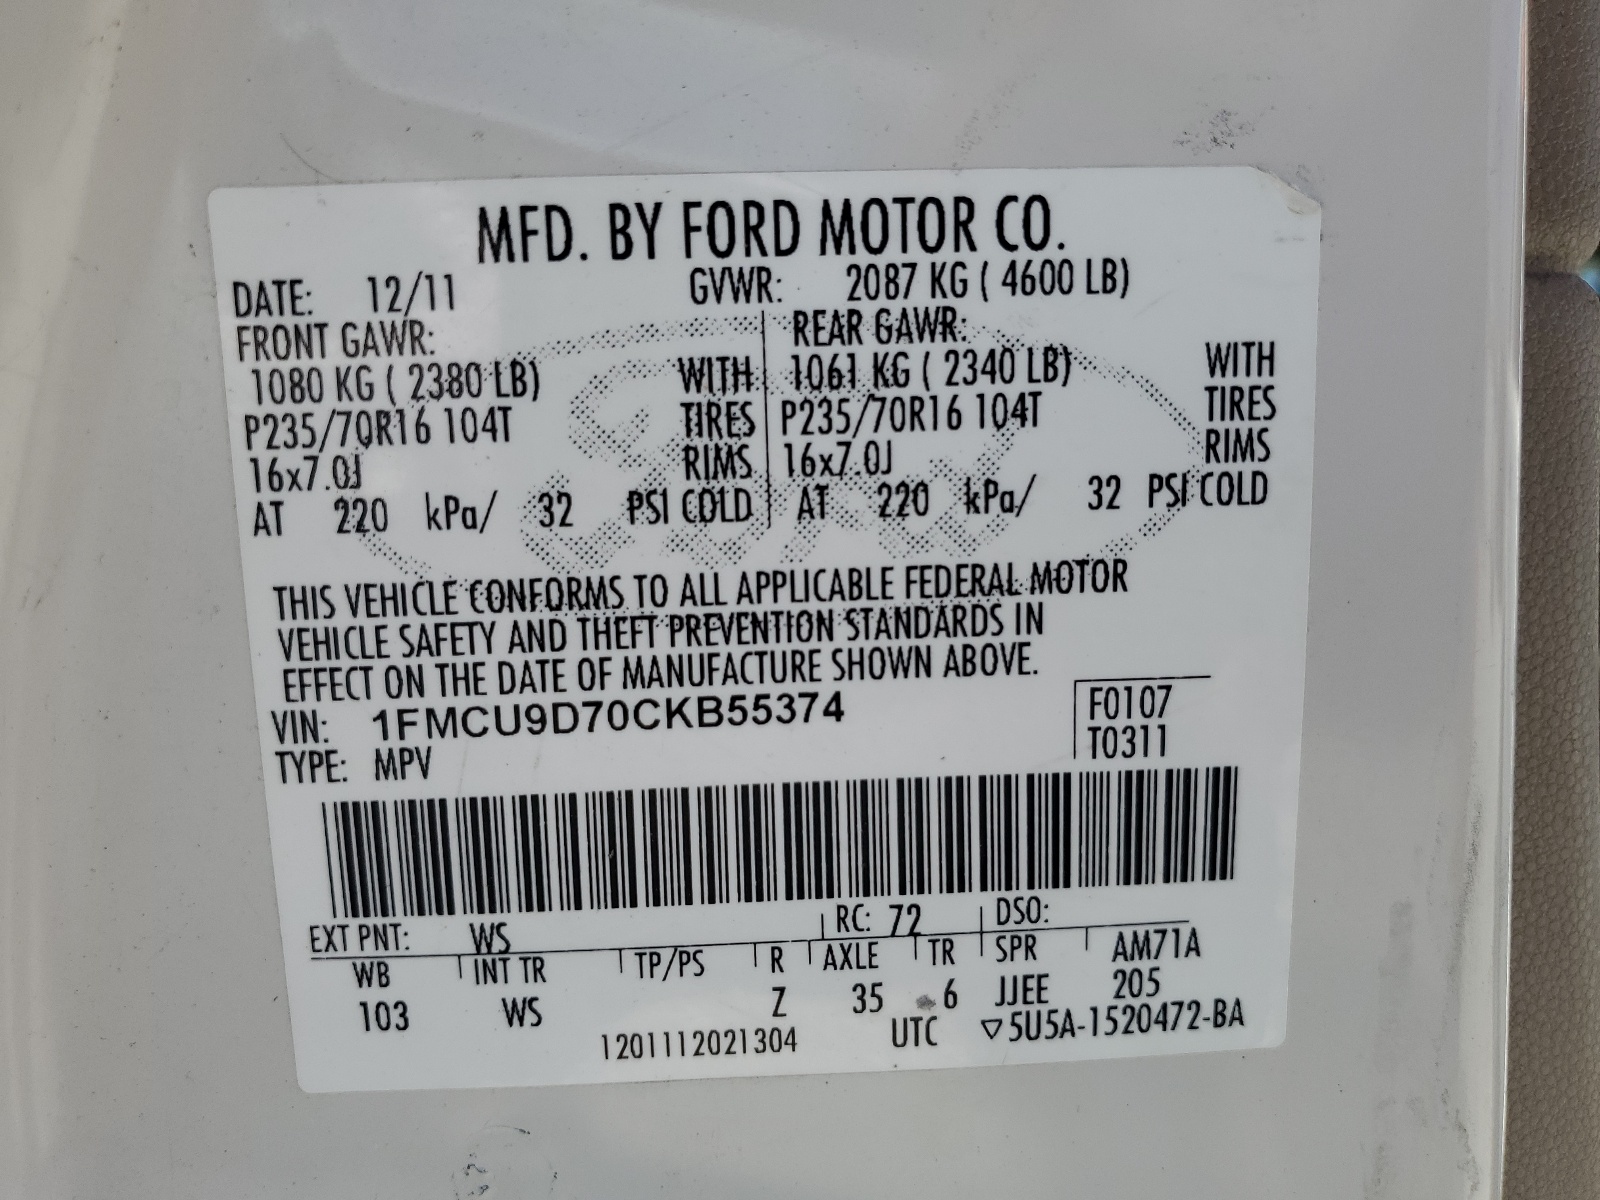 MFD. BY FORD MOTOR CO.
DATE: 12/11 GVWR: 2087 KG ( 4600 LB)
FRONT GAWR: REAR GAWR:
1080 KG ( 2380 LB) WITH 1061 KG ( 2340 LB) WITH
P235/70R16 104T TIRES P235/70R16 104T TIRES
16x7.0J RIMS 16x7.0J RIMS
AT 220 kPa/ 32 PSI COLD AT 220 kPa/ 32 PSI COLD
THIS VEHICLE CONFORMS TO ALL APPLICABLE FEDERAL MOTOR
VEHICLE SAFETY AND THEFT PREVENTION STANDARDS IN
EFFECT ON THE DATE OF MANUFACTURE SHOWN ABOVE.
VIN: 1FMCU9D70CKB55374 F0107
TYPE: MPV T0311
EXT PNT: WS RC: 72 DSO:
WB INT TR TP/PS R AXLE TR SPR AM71A
103 WS Z 35 6 JJEE 205
1201112021304 UTC ▽5U5A-1520472-BA